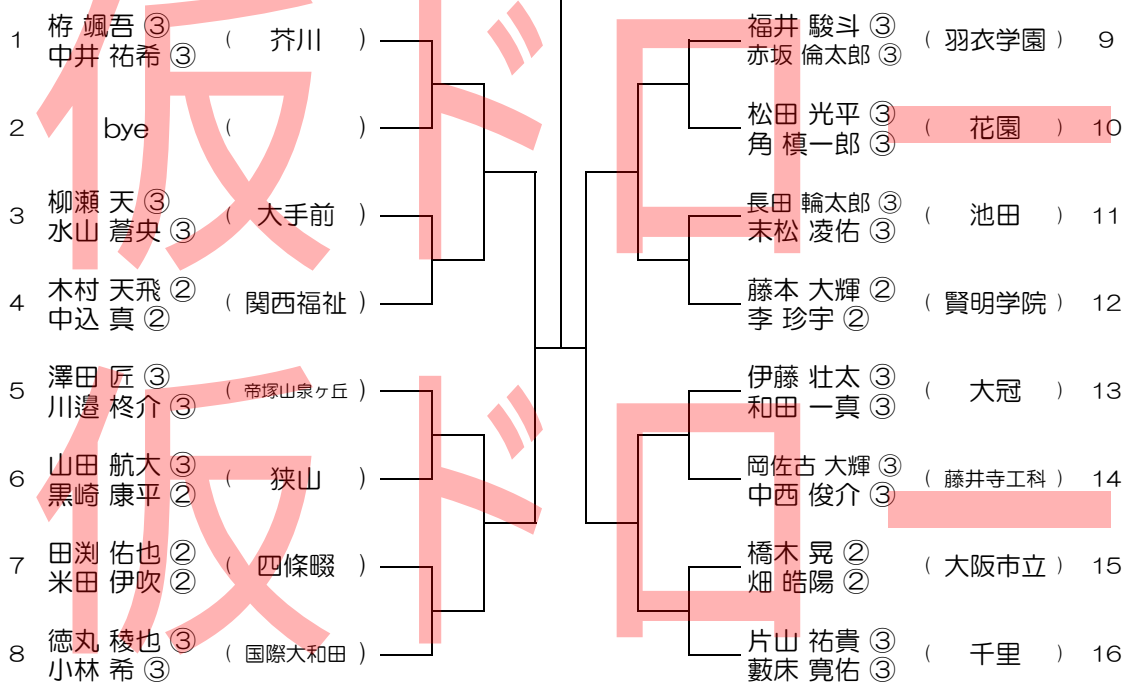 1 栫 颯吾 ③ ( 芥川 )
中井 祐希 ③
2 bye ( )
3 柳瀬 天 ③ ( 大手前 )
水山 蒼央 ③
4 木村 天飛 ② ( 関西福祉 )
中込 真 ②
5 澤田 匠 ③ ( 帝塚山泉ヶ丘 )
川邉 柊介 ③
6 山田 航大 ③ ( 狭山 )
黒崎 康平 ②
7 田渕 佑也 ② ( 四條畷 )
米田 伊吹 ②
8 徳丸 稜也 ③ ( 国際大和田 )
小林 希 ③
福井 駿斗 ③ ( 羽衣学園 ) 9
赤坂 倫太郎 ③
松田 光平 ③ ( 花園 ) 10
角 槙一郎 ③
長田 輪太郎 ③ ( 池田 ) 11
末松 凌佑 ③
藤本 大輝 ② ( 賢明学院 ) 12
李 珍宇 ②
伊藤 壮太 ③ ( 大冠 ) 13
和田 一真 ③
岡佐古 大輝 ③ ( 藤井寺工科 ) 14
中西 俊介 ③
橋木 晃 ② ( 大阪市立 ) 15
畑 皓陽 ②
片山 祐貴 ③ ( 千里 ) 16
藪床 寛佑 ③
仮ドロー
仮ドロー